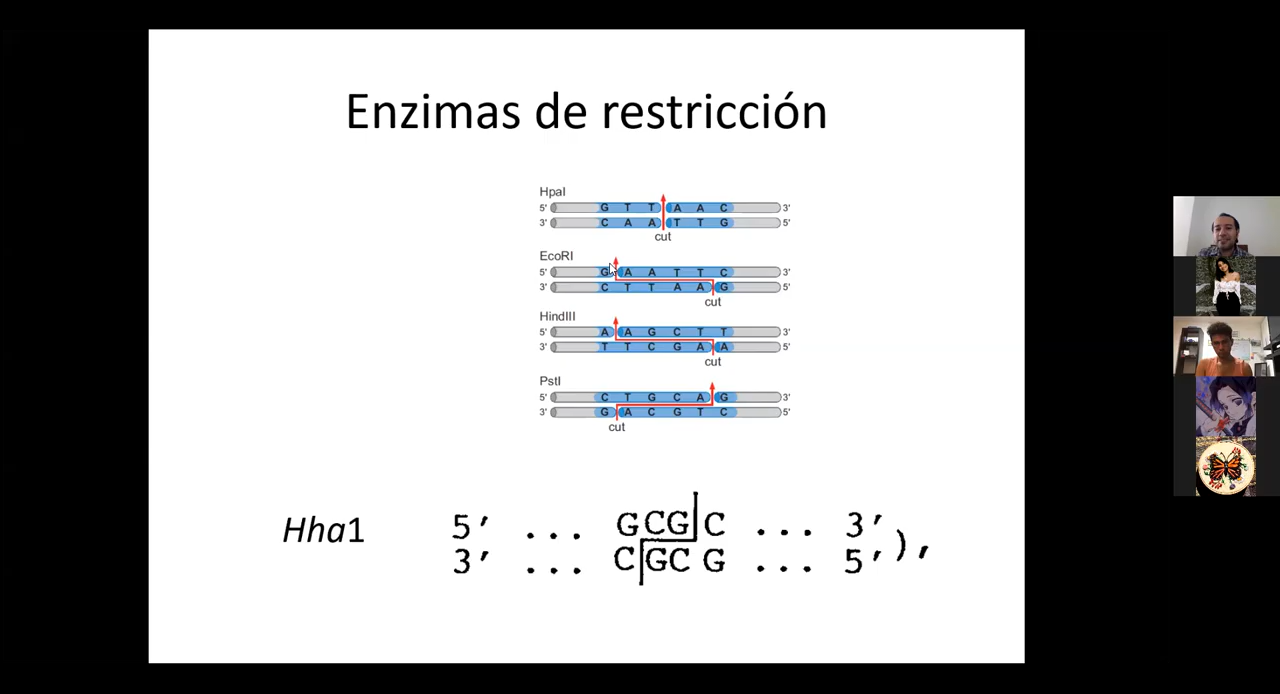 Enzimas de restricción
HpaI
5' G T T A A C 3'
3' C A A T T G 5'
cut
EcoRI
5' G A A T T C 3'
3' C T T A A G 5'
cut
HindIII
5' A A G C T T 3'
3' T T C G A A 5'
cut
PstI
5' C T G C A G 3'
3' G A C G T C 5'
cut
Hha1
5' ... GCG C ... 3'
3' ... C GC G ... 5' ) ,